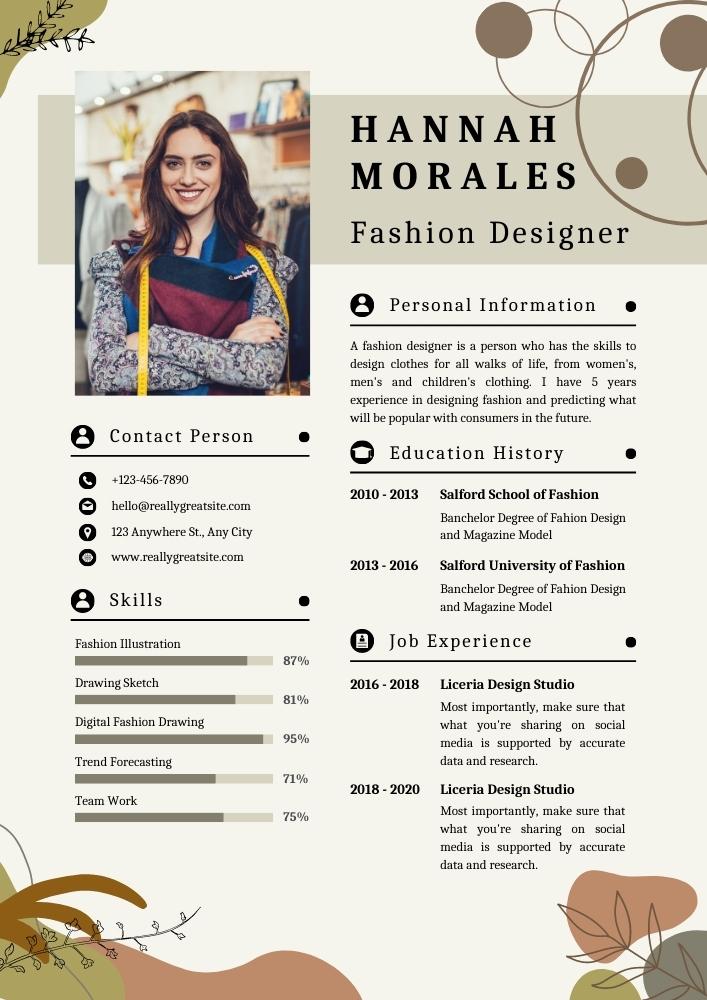 HANNAH
MORALES
Fashion Designer
Personal Information
A fashion designer is a person who has the skills to
design clothes for all walks of life, from women's,
men's and children's clothing. I have 5 years
experience in designing fashion and predicting what
will be popular with consumers in the future.
Contact Person
+123-456-7890
hello@reallygreatsite.com
123 Anywhere St., Any City
www.reallygreatsite.com
Skills
Fashion Illustration
87%
Drawing Sketch
81%
Digital Fashion Drawing
95%
Trend Forecasting
71%
Team Work
75%
Education History
2010 - 2013 Salford School of Fashion
Banchelor Degree of Fahion Design
and Magazine Model
2013 - 2016 Salford University of Fashion
Banchelor Degree of Fahion Design
and Magazine Model
Job Experience
2016 - 2018 Liceria Design Studio
Most importantly, make sure that
what you're sharing on social
media is supported by accurate
data and research.
2018 - 2020 Liceria Design Studio
Most importantly, make sure that
what you're sharing on social
media is supported by accurate
data and research.